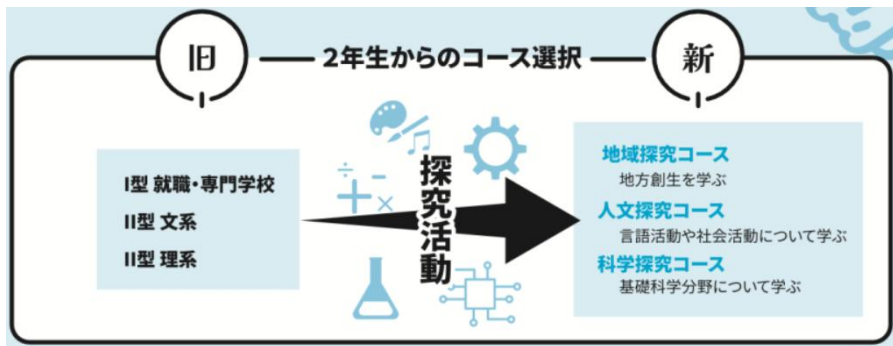 旧
2年生からのコース選択
新
I型 就職・専門学校
II型 文系
II型 理系
探究活動
地域探究コース
地方創生を学ぶ
人文探究コース
言語活動や社会活動について学ぶ
科学探究コース
基礎科学分野について学ぶ